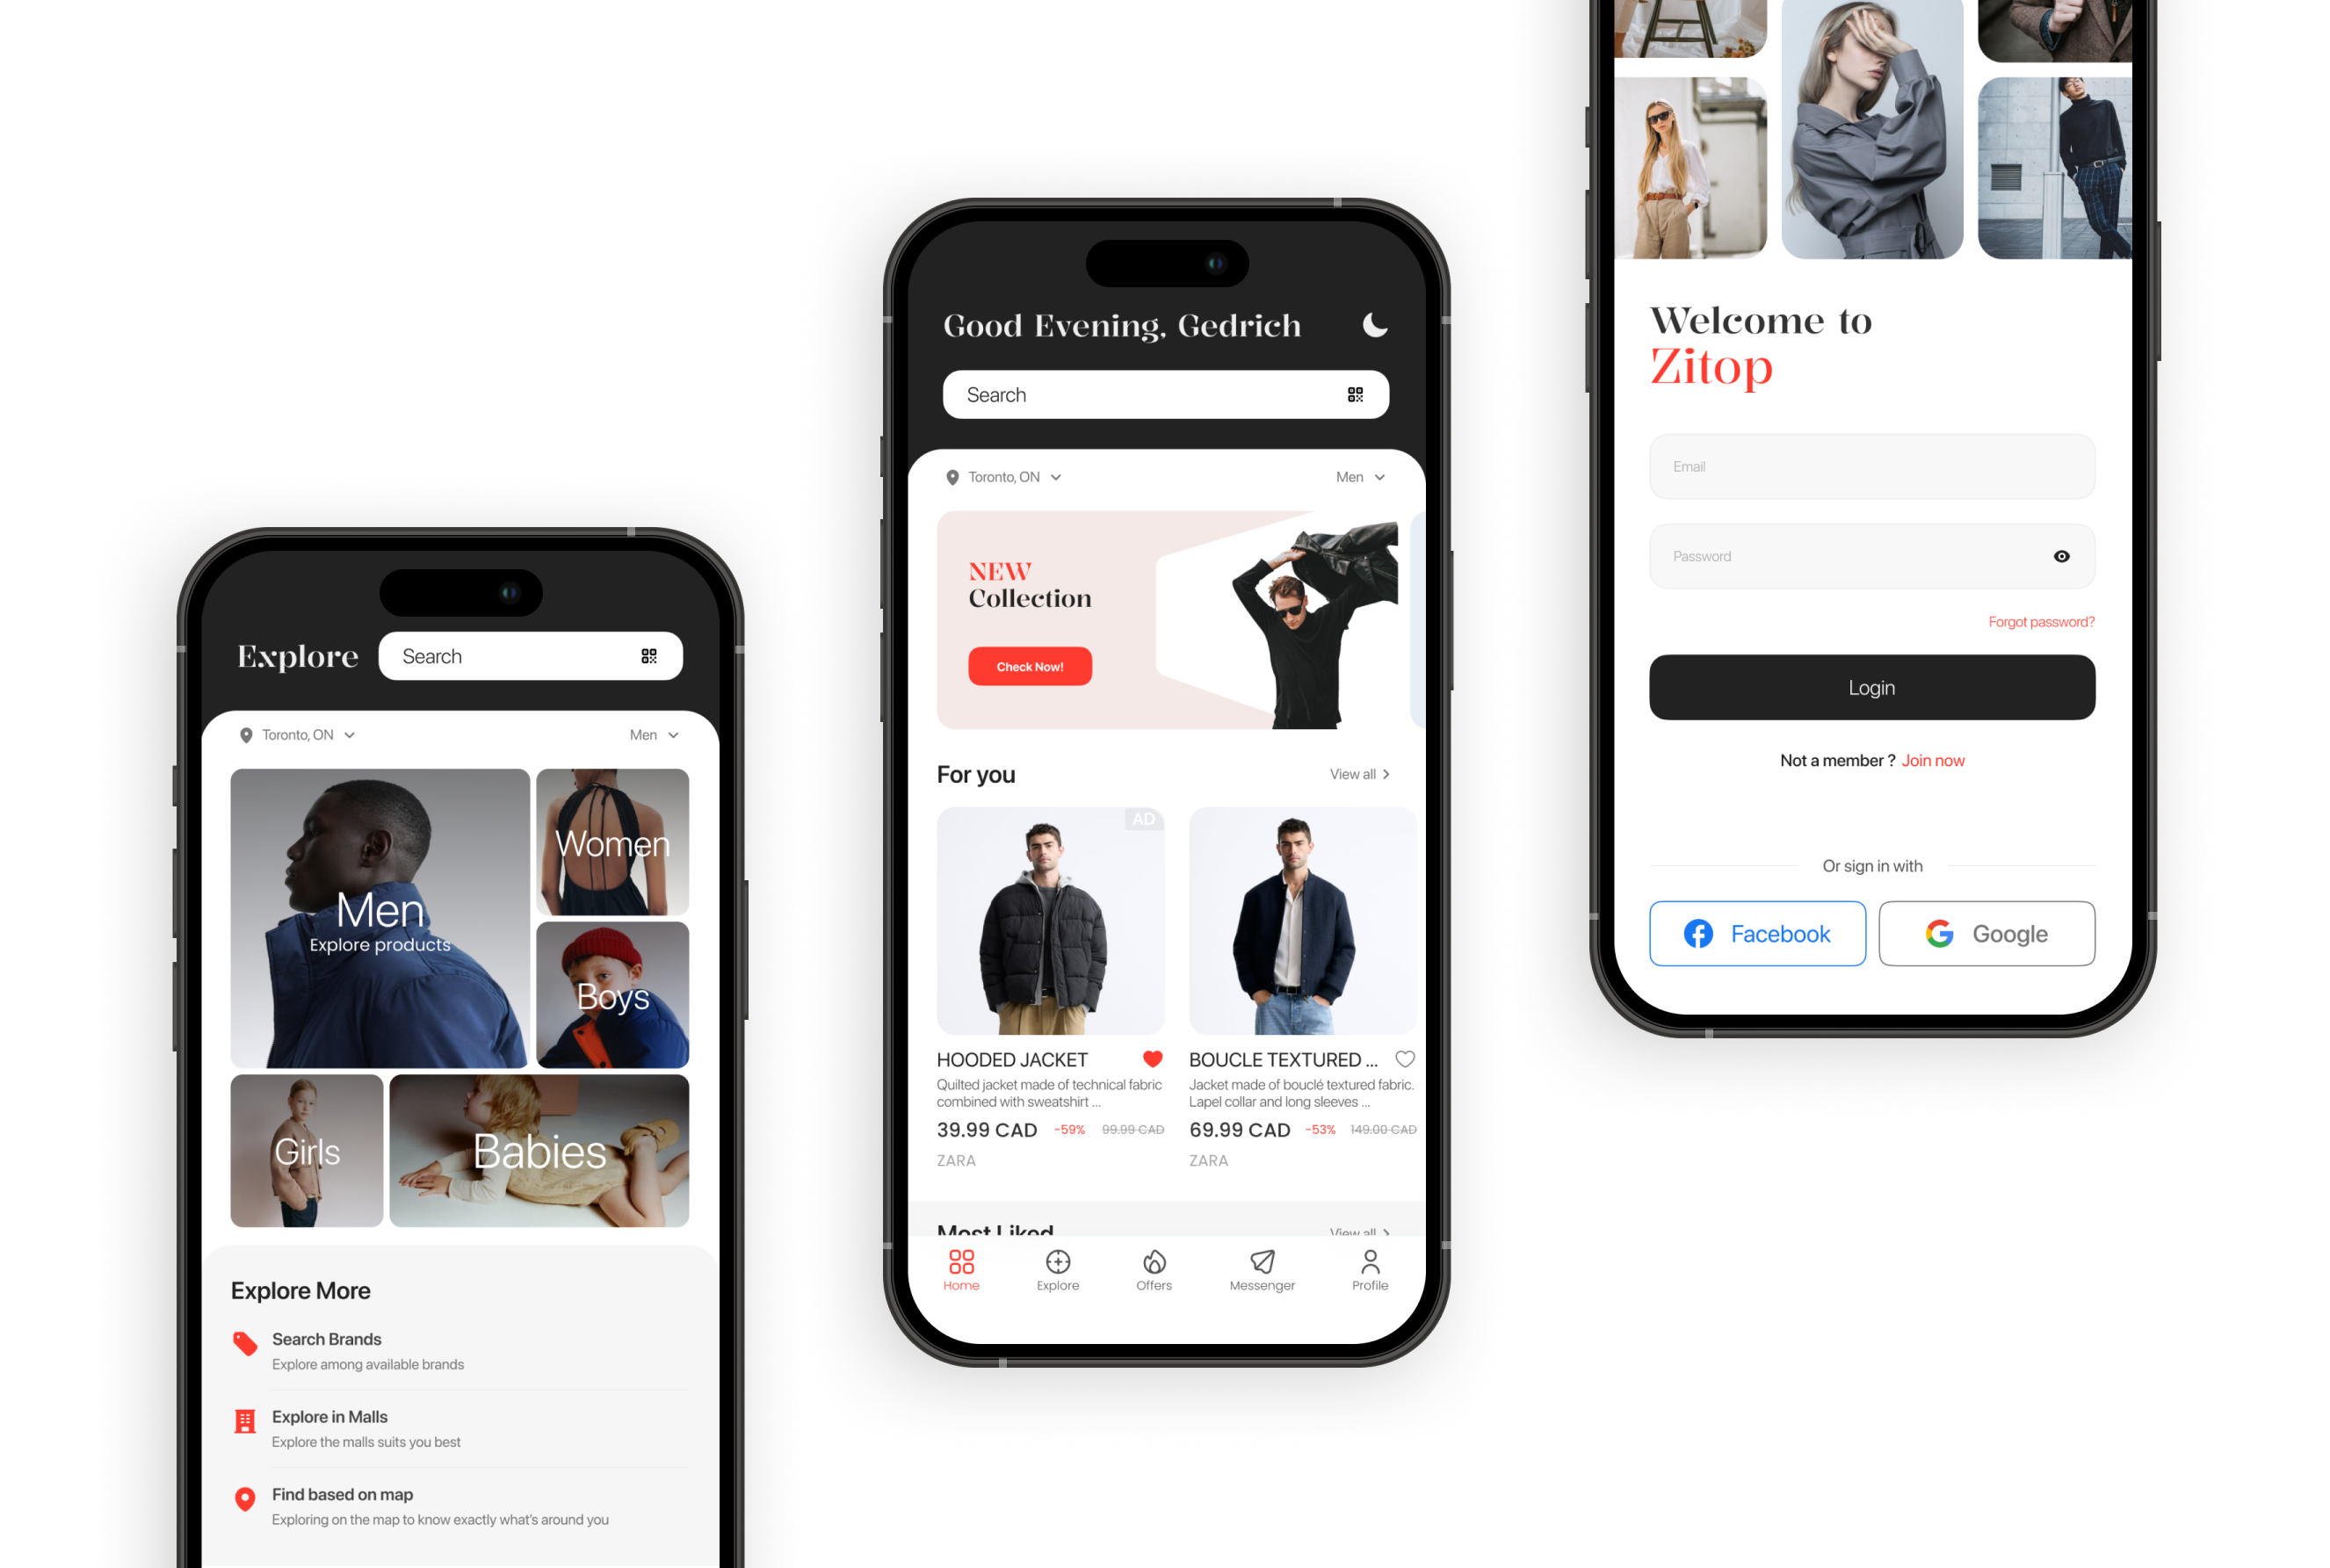 Explore
Search
Toronto, ON
Men
Men
Explore products
Women
Boys
Girls
Babies
Explore More
Search Brands
Explore among available brands
Explore in Malls
Explore the malls suits you best
Find based on map
Exploring on the map to know exactly what's around you
Good Evening, Gedrich
Search
Toronto, ON
Men
NEW
Collection
Check Now!
For you
View all
AD
HOODED JACKET
Quilted jacket made of technical fabric
combined with sweatshirt ...
39.99 CAD -59% 99.99 CAD
ZARA
BOUCLE TEXTURED ...
Jacket made of bouclé textured fabric.
Lapel collar and long sleeves ...
69.99 CAD -53% 149.00 CAD
ZARA
Most Liked
View all
Home
Explore
Offers
Messenger
Profile
Welcome to
Zitop
Email
Password
Forgot password?
Login
Not a member ? Join now
Or sign in with
Facebook
Google